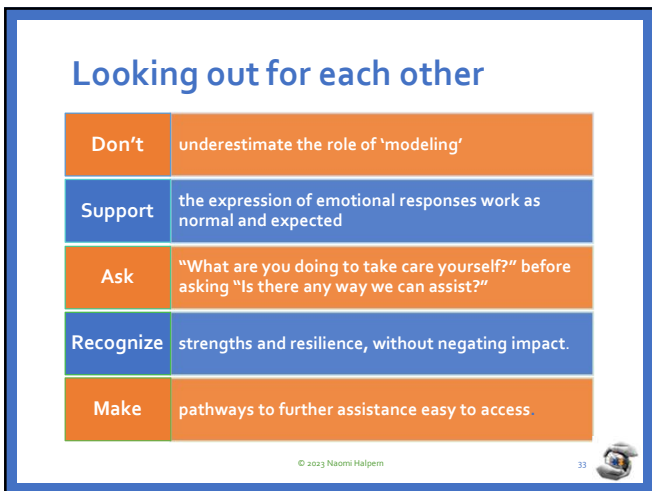 Looking out for each other
Don’t
underestimate the role of ‘modeling’
Support
the expression of emotional responses work as
normal and expected
Ask
“What are you doing to take care yourself?” before
asking “Is there any way we can assist?”
Recognize
strengths and resilience, without negating impact.
Make
pathways to further assistance easy to access.
© 2023 Naomi Halpern
33